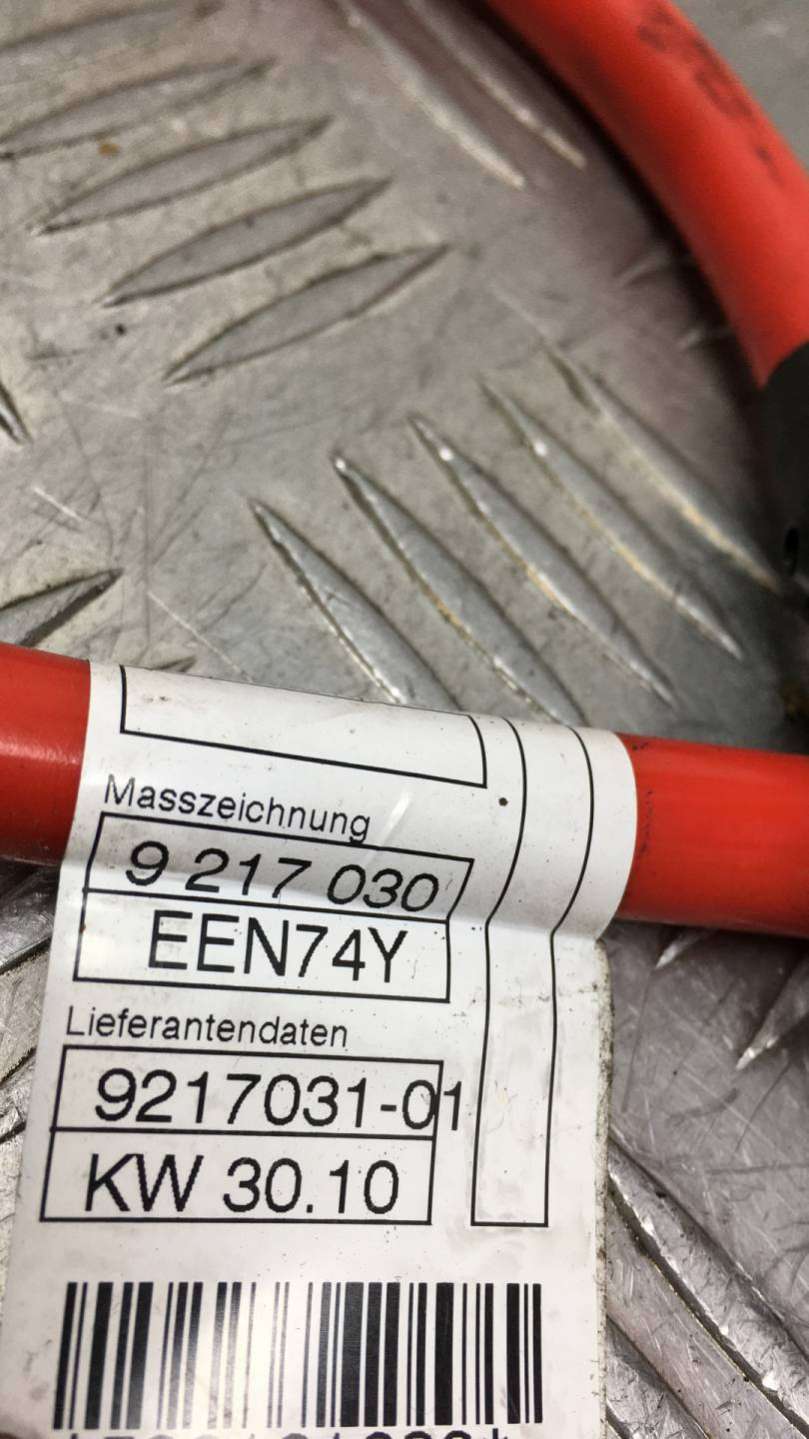 Masszeichnung
9 217 030
EEN74Y
Lieferantendaten
9217031-01
KW 30.10